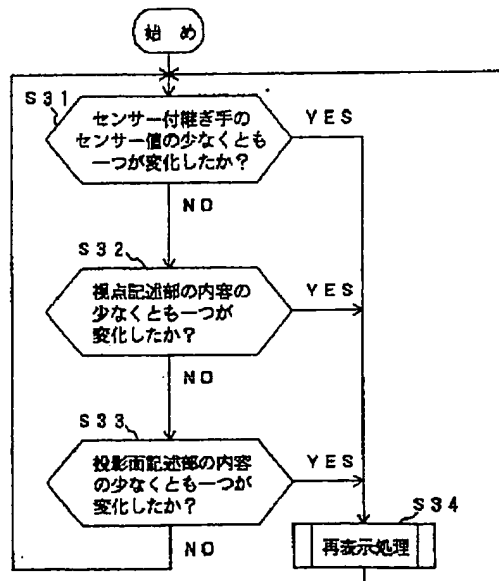 始 め
S31
センサー付継ぎ手の
センサー値の少なくとも
一つが変化したか？
YES
NO
S32
視点記述部の内容の
少なくとも一つが
変化したか？
YES
NO
S33
投影面記述部の内容
の少なくとも一つが
変化したか？
YES
NO
S34
再表示処理